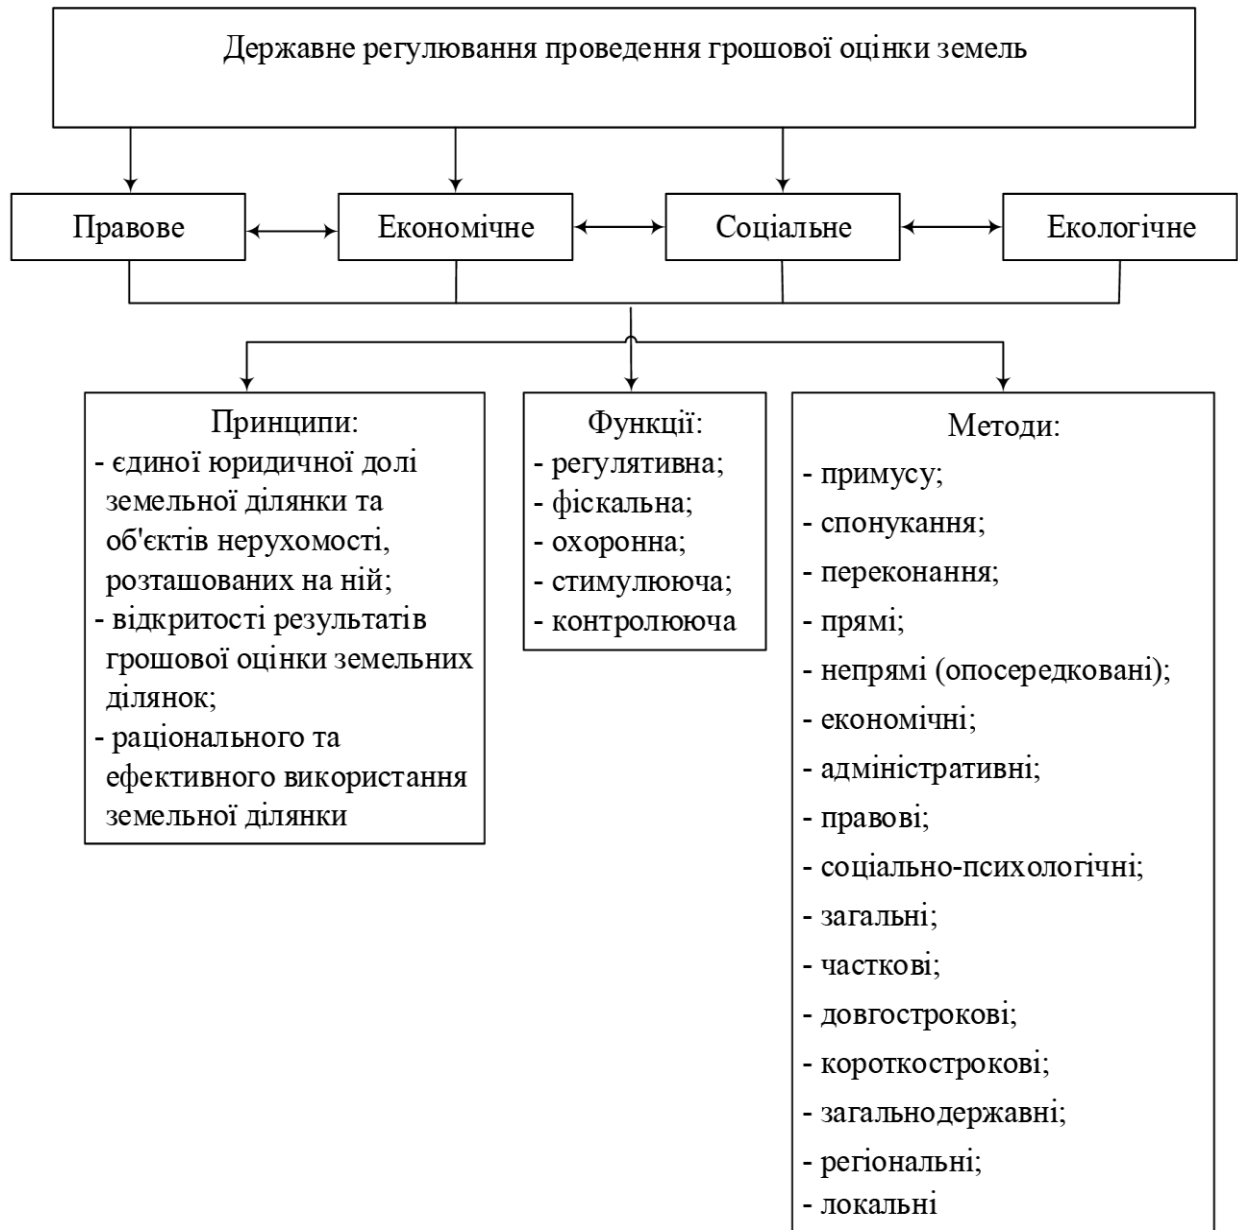 Державне регулювання проведення грошової оцінки земель
Правове
Економічне
Соціальне
Екологічне
Принципи:
- єдиної юридичної долі
земельної ділянки та
об'єктів нерухомості,
розташованих на ній;
- відкритості результатів
грошової оцінки земельних
ділянок;
- раціонального та
ефективного використання
земельної ділянки
Функції:
- регулятивна;
- фіскальна;
- охоронна;
- стимулююча;
- контролююча
Методи:
- примусу;
- спонукання;
- переконання;
- прямі;
- непрямі (опосередковані);
- економічні;
- адміністративні;
- правові;
- соціально-психологічні;
- загальні;
- часткові;
- довгострокові;
- короткострокові;
- загальнодержавні;
- регіональні;
- локальні